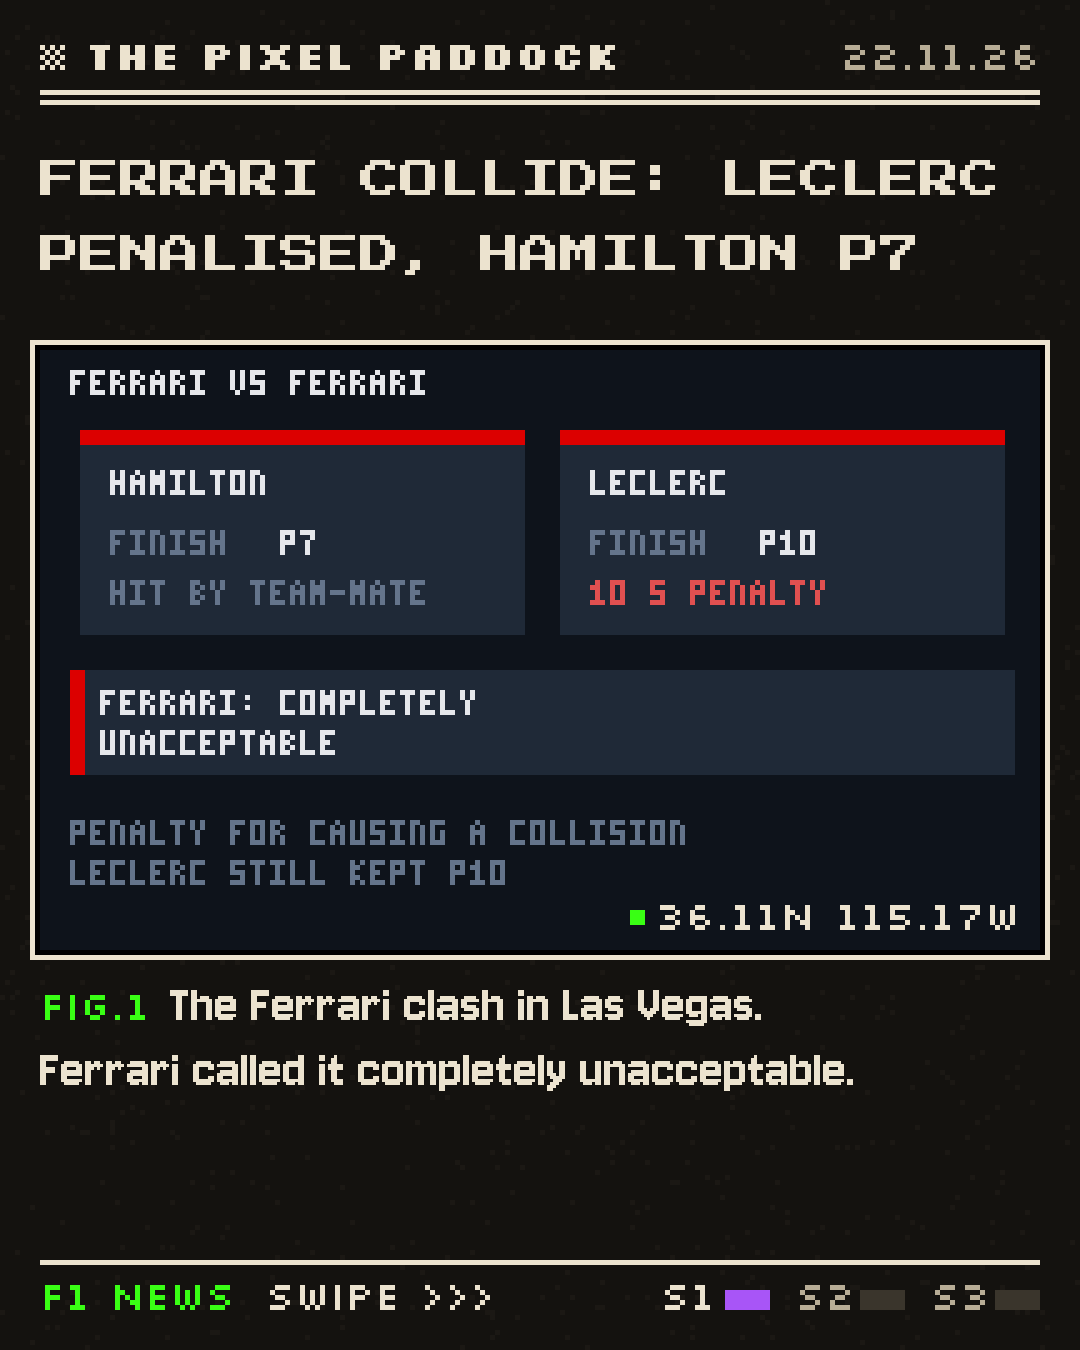 THE PIXEL PADDOCK
22.11.26
FERRARI COLLIDE: LECLERC
PENALISED, HAMILTON P7
FERRARI VS FERRARI
HAMILTON
FINISH P7
HIT BY TEAM-MATE
LECLERC
FINISH P10
10 S PENALTY
FERRARI: COMPLETELY
UNACCEPTABLE
PENALTY FOR CAUSING A COLLISION
LECLERC STILL KEPT P10
36.11N 115.17W
FIG.1 The Ferrari clash in Las Vegas.
Ferrari called it completely unacceptable.
F1 NEWS SWIPE >>> S1 S2 S3